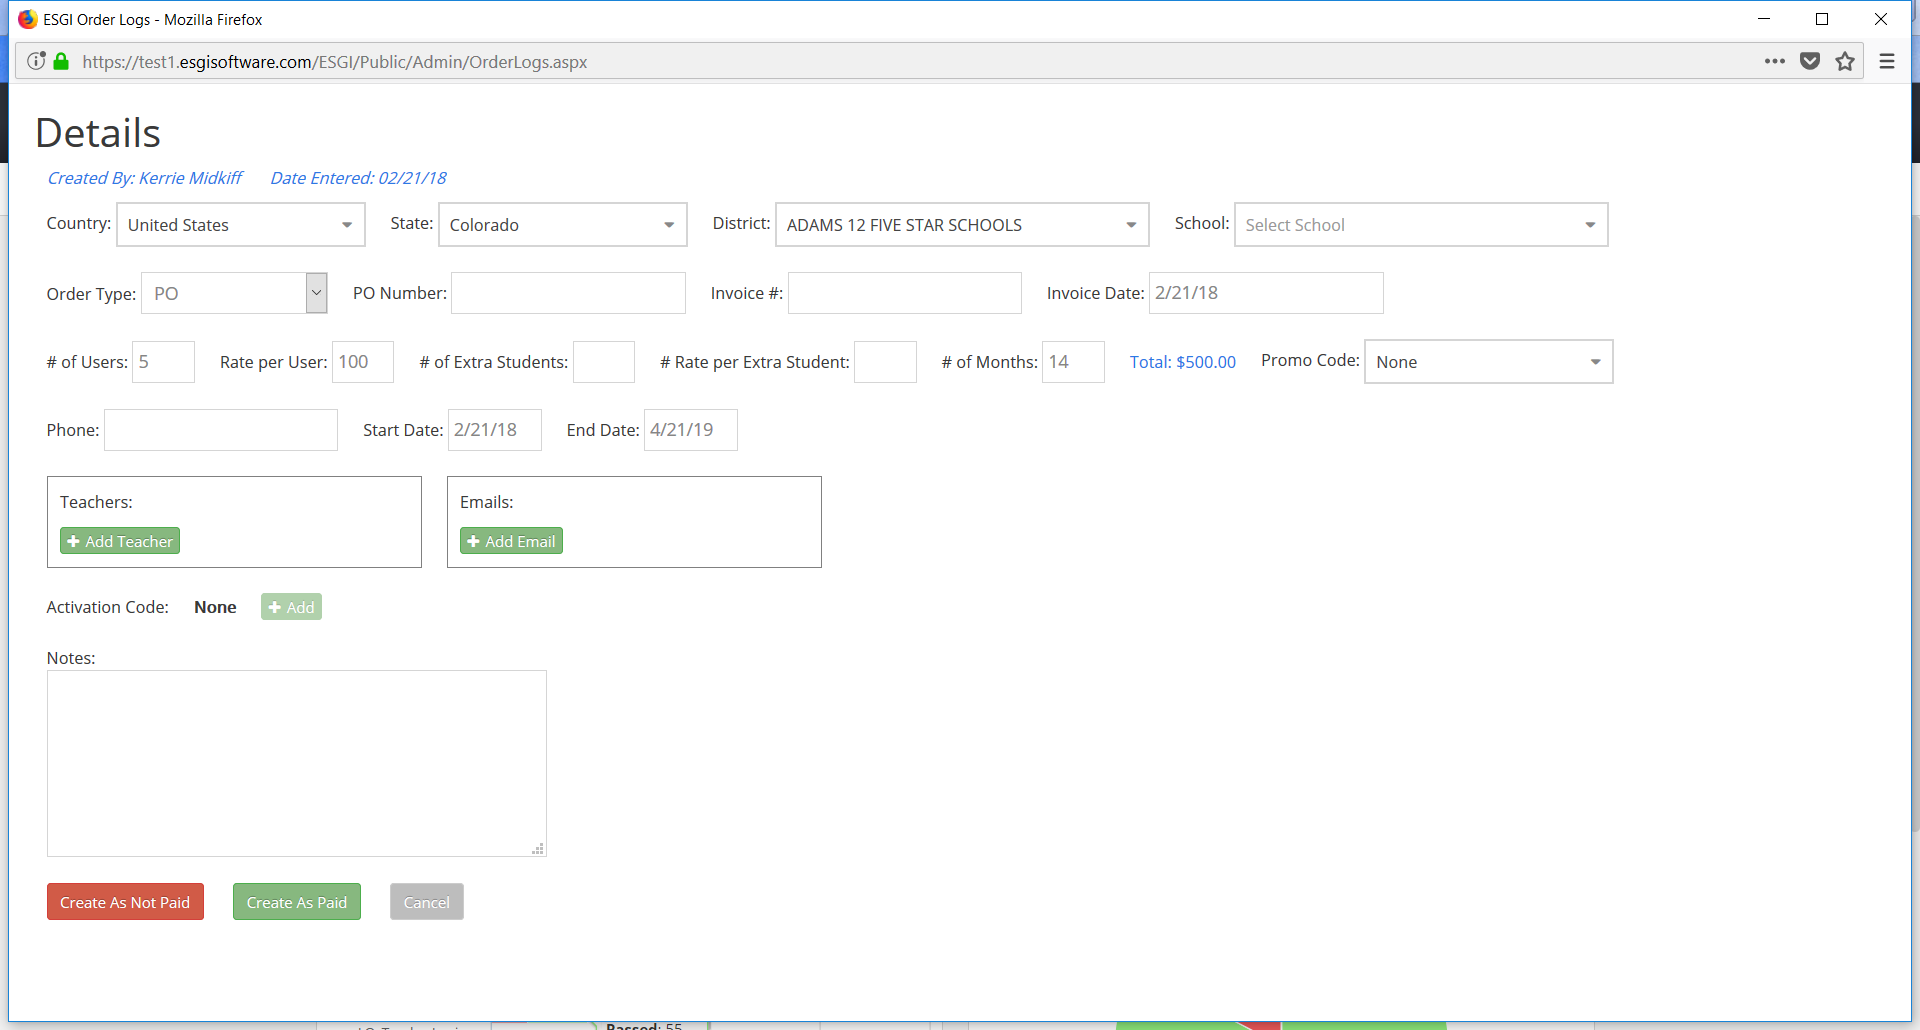 ESGI Order Logs - Mozilla Firefox
https://test1.esgisoftware.com/ESGI/Public/Admin/OrderLogs.aspx
Details
Created By: Kerrie Midkiff Date Entered: 02/21/18
Country: United States State: Colorado District: ADAMS 12 FIVE STAR SCHOOLS School: Select School
Order Type: PO PO Number: Invoice #: Invoice Date: 2/21/18
# of Users: 5 Rate per User: 100 # of Extra Students: # Rate per Extra Student: # of Months: 14 Total: $500.00 Promo Code: None
Phone: Start Date: 2/21/18 End Date: 4/21/19
Teachers: Emails:
Add Teacher Add Email
Activation Code: None Add
Notes:
Create As Not Paid Create As Paid Cancel
Passed: 55